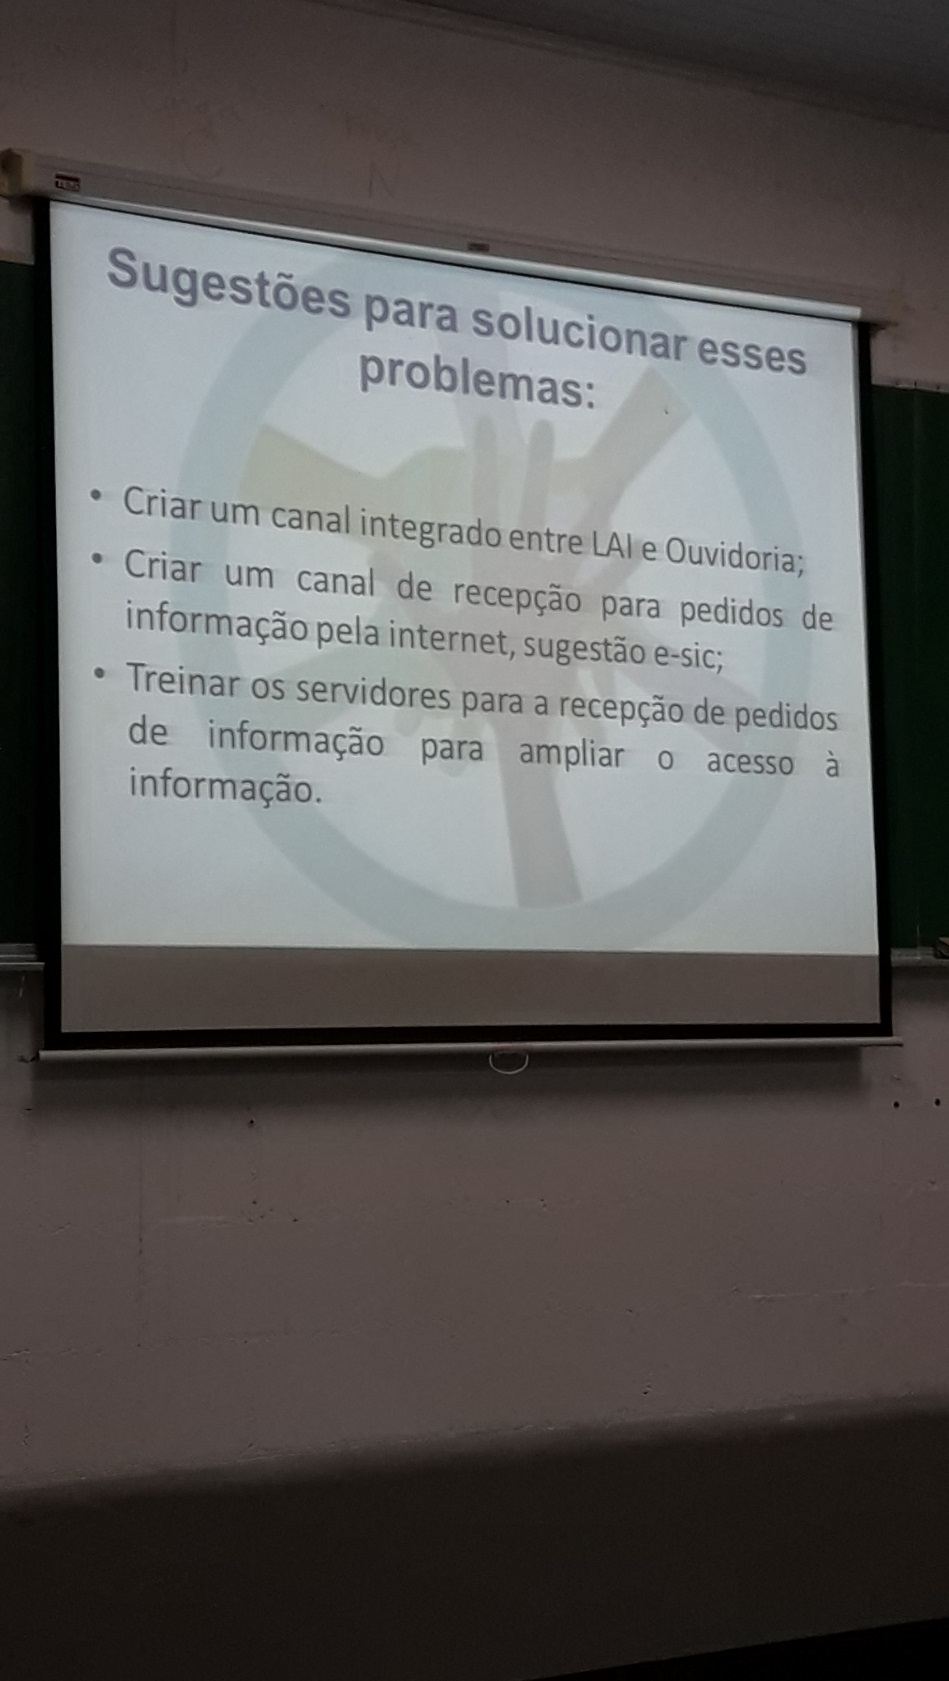 Sugestões para solucionar esses
problemas:
• Criar um canal integrado entre LAI e Ouvidoria;
• Criar um canal de recepção para pedidos de
informação pela internet, sugestão e-sic;
• Treinar os servidores para a recepção de pedidos
de informação para ampliar o acesso à
informação.